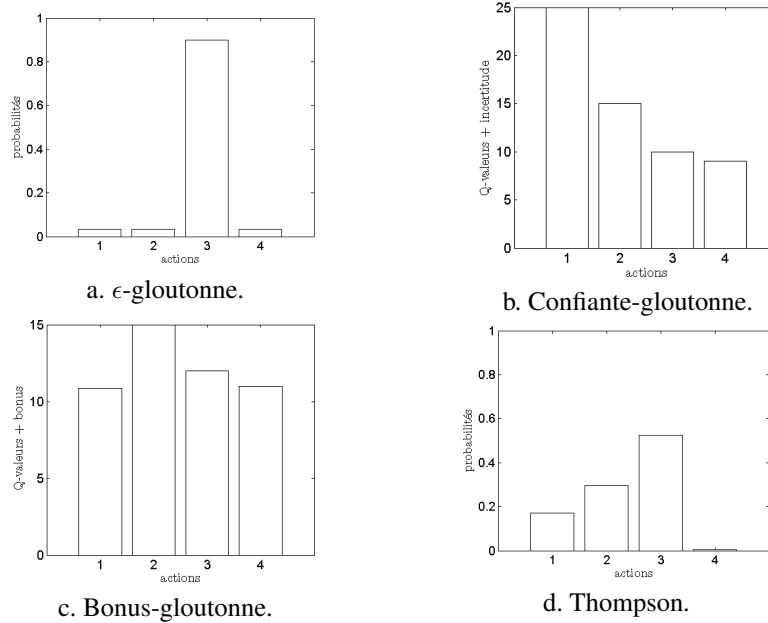 1
0.8
0.6
0.4
0.2
0
probabilités
1 2 3 4
actions
a. ϵ-gloutonne.
25
20
15
10
5
0
Q-valeurs + incertitude
1 2 3 4
actions
b. Confiante-gloutonne.
15
10
5
0
Q-valeurs + bonus
1 2 3 4
actions
c. Bonus-gloutonne.
1
0.8
0.6
0.4
0.2
0
probabilités
1 2 3 4
actions
d. Thompson.